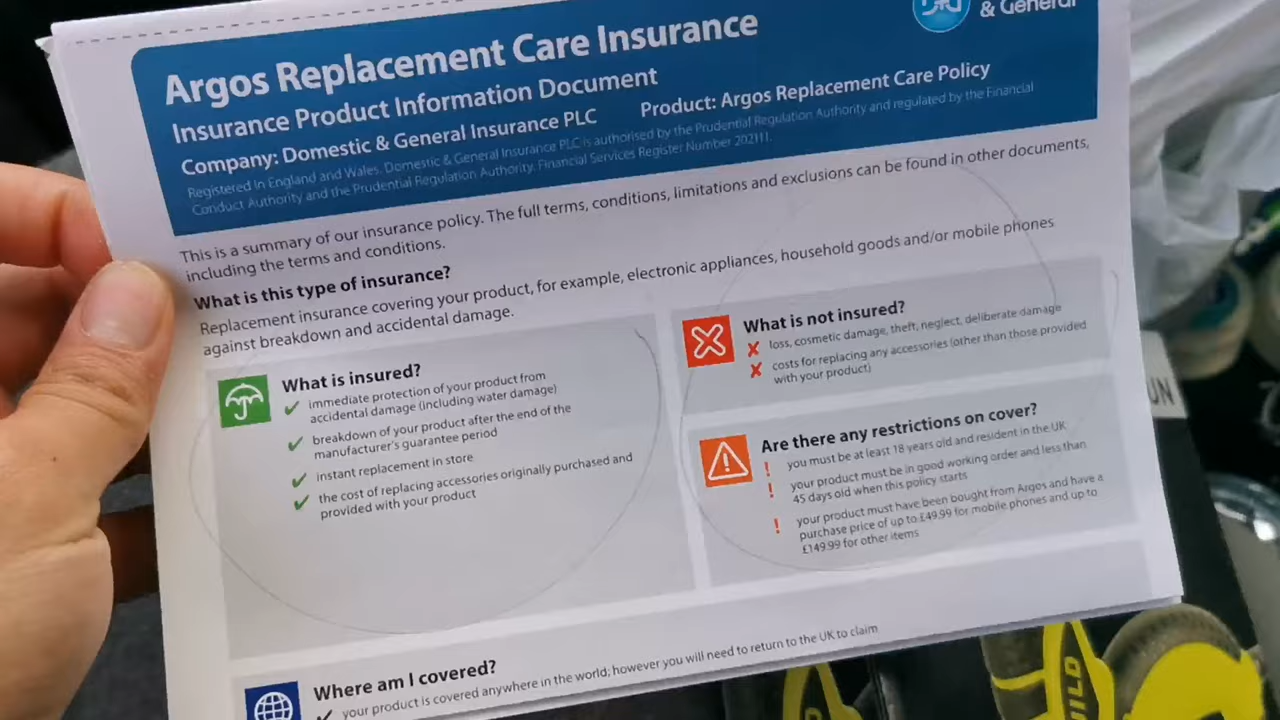 & General
Argos Replacement Care Insurance
Insurance Product Information Document
Company: Domestic & General Insurance PLC
Product: Argos Replacement Care Policy
Registered in England and Wales. Domestic & General Insurance PLC is authorised by the Prudential Regulation Authority and regulated by the Financial
Conduct Authority and the Prudential Regulation Authority. Financial Services Register Number 202111.
This is a summary of our insurance policy. The full terms, conditions, limitations and exclusions can be found in other documents,
including the terms and conditions.
What is this type of insurance?
Replacement insurance covering your product, for example, electronic appliances, household goods and/or mobile phones
against breakdown and accidental damage.
What is insured?
immediate protection of your product from
accidental damage (including water damage)
breakdown of your product after the end of the
manufacturer's guarantee period
instant replacement in store
the cost of replacing accessories originally purchased and
provided with your product
What is not insured?
loss, cosmetic damage, theft, neglect, deliberate damage
costs for replacing any accessories (other than those provided
with your product)
Are there any restrictions on cover?
! you must be at least 18 years old and resident in the UK
! your product must be in good working order and less than
45 days old when this policy starts
! your product must have been bought from Argos and have a
purchase price of up to £49.99 for mobile phones and up to
£149.99 for other items
Where am I covered?
your product is covered anywhere in the world; however you will need to return to the UK to claim
UN